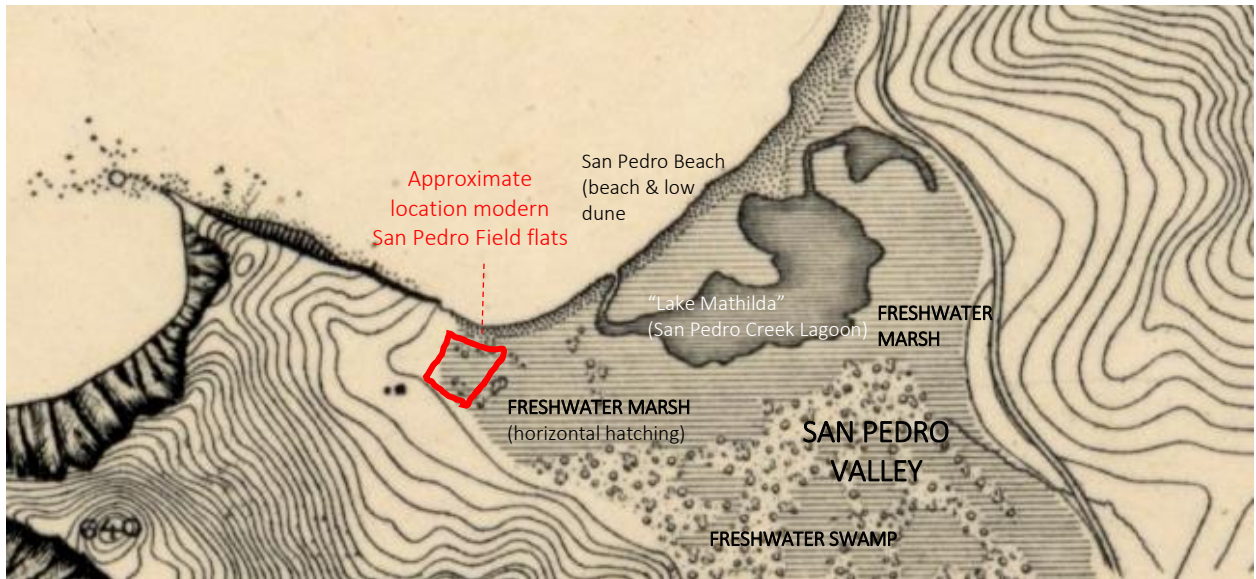 San Pedro Beach
(beach & low
dune
Approximate
location modern
San Pedro Field flats
"Lake Mathilda"
(San Pedro Creek Lagoon)
FRESHWATER
MARSH
FRESHWATER MARSH
(horizontal hatching)
SAN PEDRO
VALLEY
640
FRESHWATER SWAMP